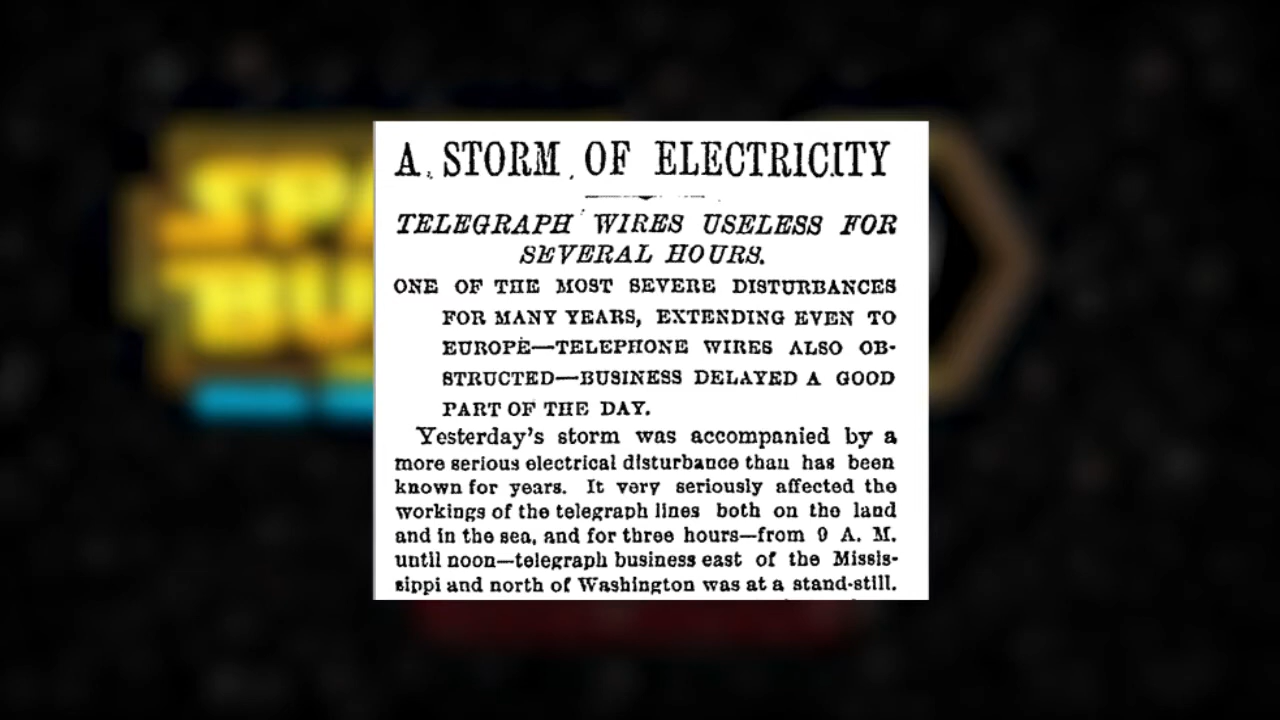 A STORM OF ELECTRICITY
TELEGRAPH WIRES USELESS FOR
SEVERAL HOURS.
ONE OF THE MOST SEVERE DISTURBANCES
FOR MANY YEARS, EXTENDING EVEN TO
EUROPE—TELEPHONE WIRES ALSO OB-
STRUCTED—BUSINESS DELAYED A GOOD
PART OF THE DAY.
Yesterday's storm was accompanied by a
more serious electrical disturbance than has been
known for years. It very seriously affected the
workings of the telegraph lines both on the land
and in the sea, and for three hours—from 9 A. M.
until noon—telegraph business east of the Missis-
sippi and north of Washington was at a stand-still.